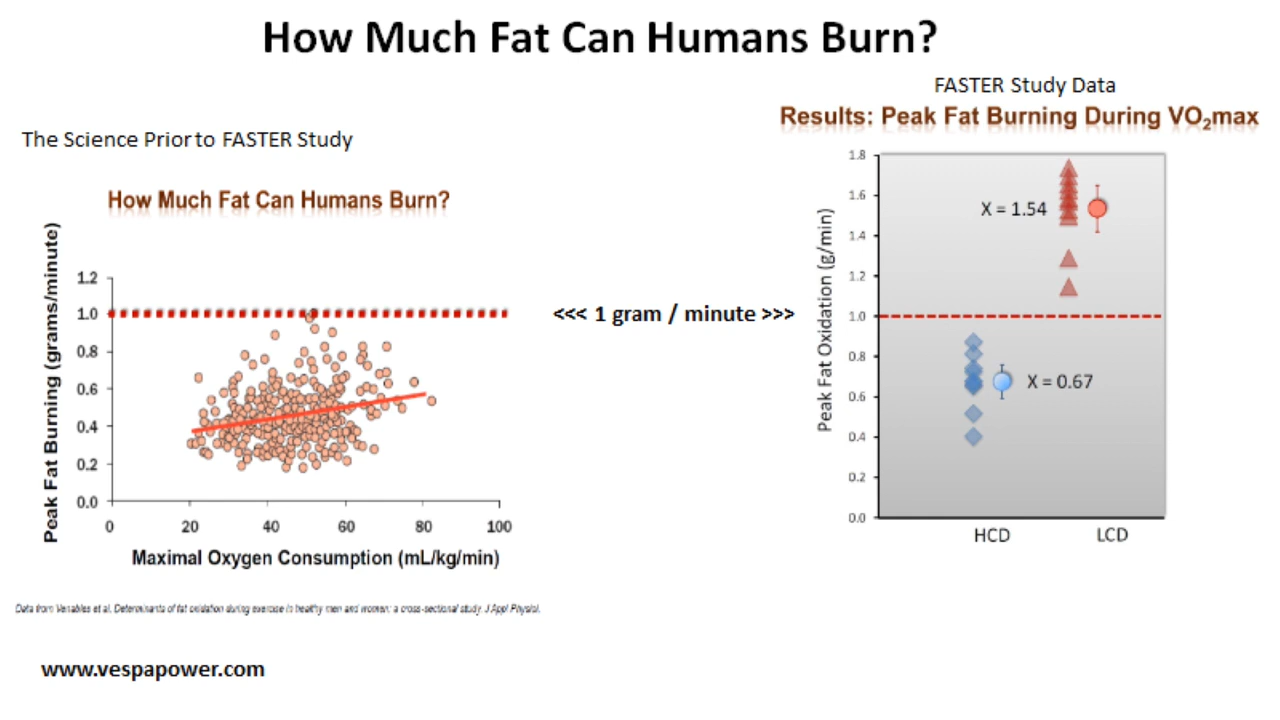 How Much Fat Can Humans Burn?
FASTER Study Data
Results: Peak Fat Burning During VO₂max
The Science Prior to FASTER Study
How Much Fat Can Humans Burn?
Peak Fat Burning (grams/minute)
1.2
1.0
0.8
0.6
0.4
0.2
0.0
0 20 40 60 80 100
Maximal Oxygen Consumption (mL/kg/min)
<<< 1 gram / minute >>>
Peak Fat Oxidation (g/min)
1.8
1.6
1.4
1.2
1.0
0.8
0.6
0.4
0.2
0.0
X = 1.54
X = 0.67
HCD LCD
Data from Venables et al. Determinants of fat oxidation during exercise in healthy men and women: a cross-sectional study. J Appl Physiol.
www.vespapower.com